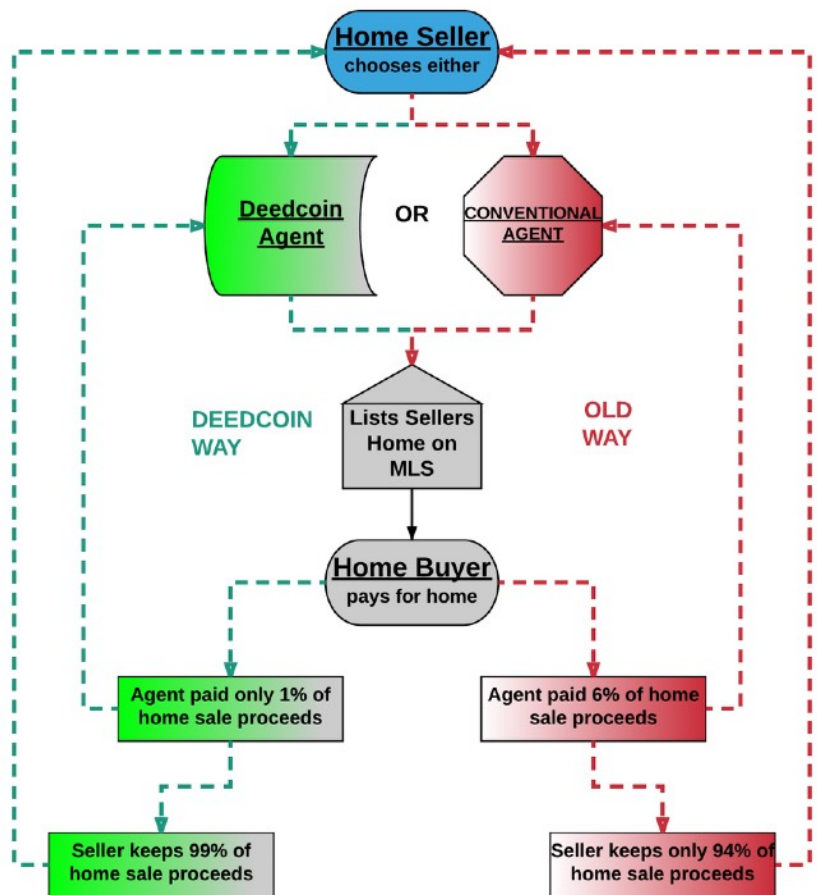 Home Seller
chooses either
Deedcoin
Agent
OR
CONVENTIONAL
AGENT
DEEDCOIN
WAY
Lists Sellers
Home on
MLS
OLD
WAY
Home Buyer
pays for home
Agent paid only 1% of
home sale proceeds
Agent paid 6% of home
sale proceeds
Seller keeps 99% of
home sale proceeds
Seller keeps only 94% of
home sale proceeds